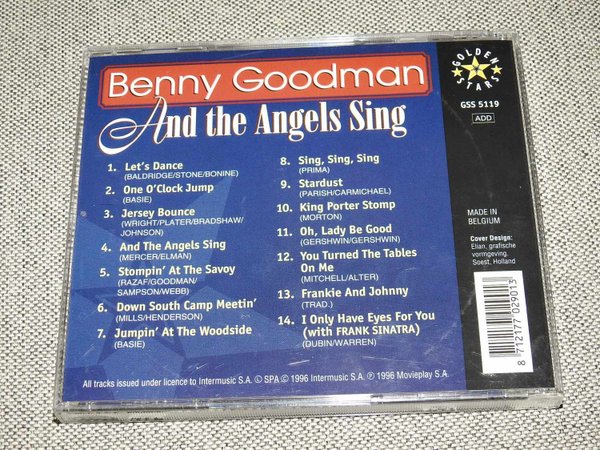 Benny Goodman
And the Angels Sing
1. Let's Dance
(BALDRIDGE/STONE/BONINE)
2. One O'Clock Jump
(BASIE)
3. Jersey Bounce
(WRIGHT/PLATER/BRADSHAW/
JOHNSON)
4. And The Angels Sing
(MERCER/ELMAN)
5. Stompin' At The Savoy
(RAZAF/GOODMAN/
SAMPSON/WEBB)
6. Down South Camp Meetin'
(MILLS/HENDERSON)
7. Jumpin' At The Woodside
(BASIE)
8. Sing, Sing, Sing
(PRIMA)
9. Stardust
(PARISH/CARMICHAEL)
10. King Porter Stomp
(MORTON)
11. Oh, Lady Be Good
(GERSHWIN/GERSHWIN)
12. You Turned The Tables
On Me
(MITCHELL/ALTER)
13. Frankie And Johnny
(TRAD.)
14. I Only Have Eyes For You
(with FRANK SINATRA)
(DUBIN/WARREN)
All tracks issued under licence to Intermusic S.A. © SPA © 1996 Intermusic S.A. ℗ 1996 Movieplay S.A.
GOLDEN
STARS
GSS 5119
ADD
MADE IN
BELGIUM
Cover Design:
Elian, grafische
vormgeving.
Soest, Holland
8 712177 029013